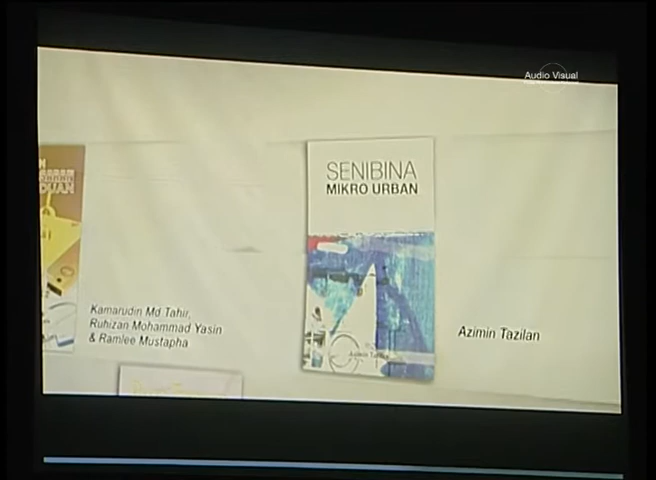 Audio Visual
SENIBINA
MIKRO URBAN
Kamarudin Md Tahir,
Ruhizan Mohammad Yasin
& Ramlee Mustapha
Azimin Tazilan